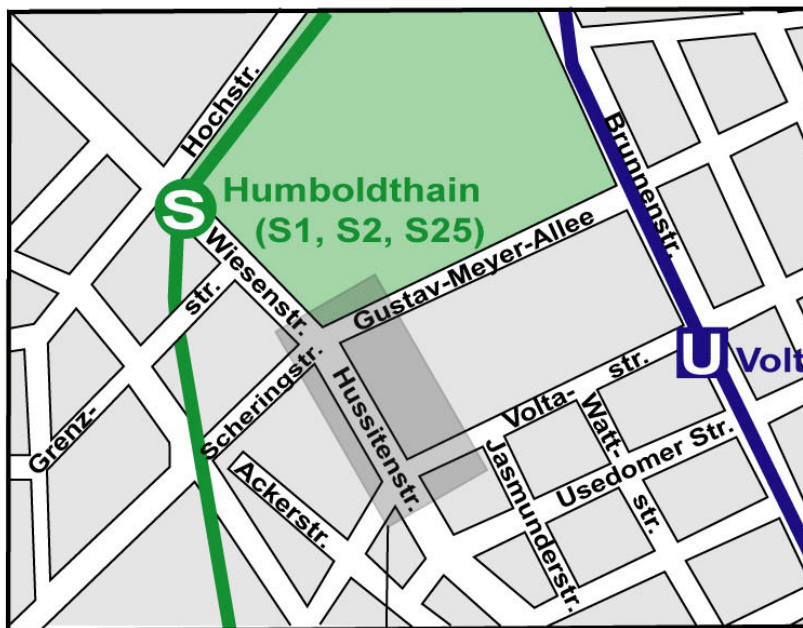 Hochstr.
Brunnenstr.
S
Humboldthain
(S1, S2, S25)
Wiesenstr.
Gustav-Meyer-Allee
Grenz-
str.
Scheringstr.
Hussitenstr.
U
Volt
Volta-
str.
Watt-
str.
Usedomer Str.
Jasmunderstr.
Ackerstr.